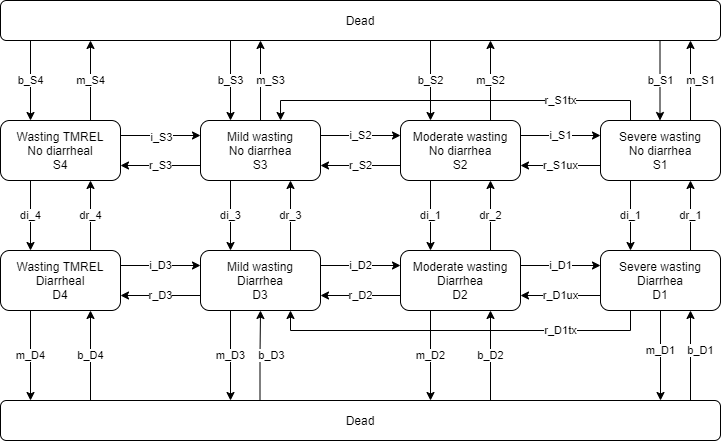 Dead
b_S4
m_S4
b_S3
m_S3
b_S2
m_S2
b_S1
m_S1
r_S1tx
Wasting TMREL
No diarrheal
S4
i_S3
r_S3
Mild wasting
No diarrhea
S3
i_S2
r_S2
Moderate wasting
No diarrhea
S2
i_S1
r_S1ux
Severe wasting
No diarrhea
S1
di_4
dr_4
di_3
dr_3
di_1
dr_2
di_1
dr_1
Wasting TMREL
Diarrheal
D4
i_D3
r_D3
Mild wasting
Diarrhea
D3
i_D2
r_D2
Moderate wasting
Diarrhea
D2
i_D1
r_D1ux
Severe wasting
Diarrhea
D1
r_D1tx
m_D4
b_D4
m_D3
b_D3
m_D2
b_D2
m_D1
b_D1
Dead